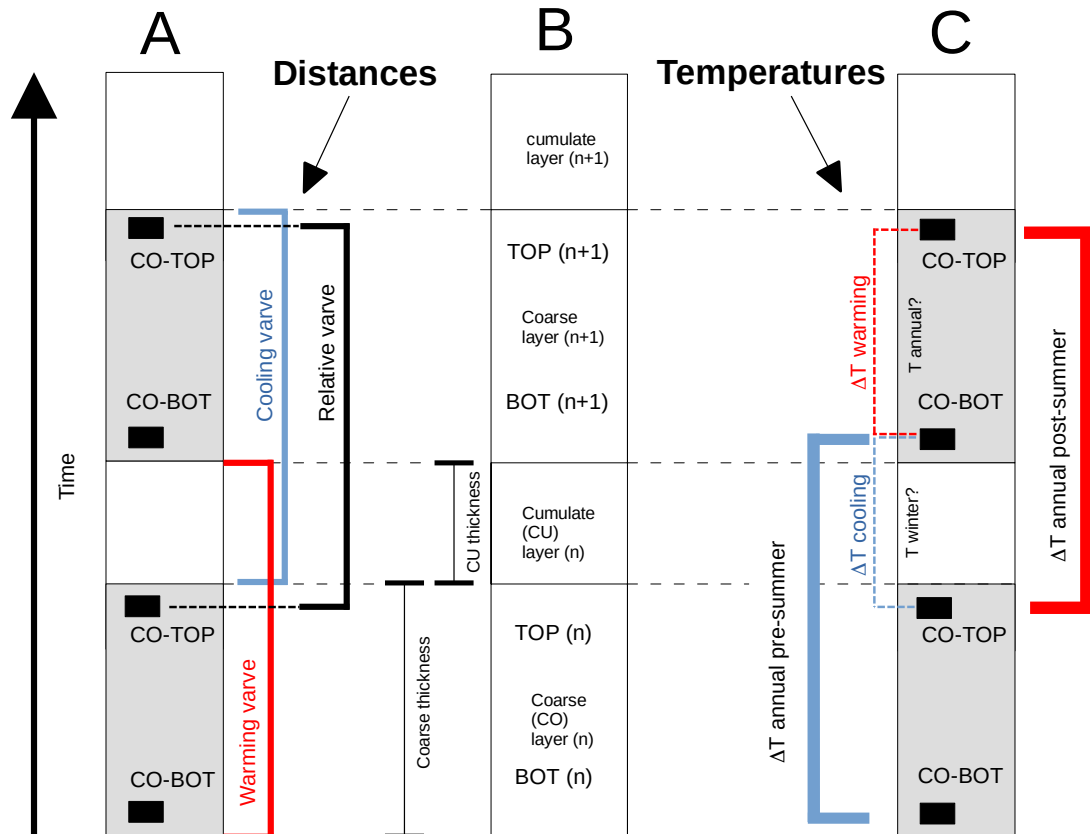 A
B
C
Distances
Temperatures
Time
CO-TOP
CO-BOT
CO-TOP
CO-BOT
Cooling varve
Relative varve
Warming varve
CU thickness
Coarse thickness
cumulate
layer (n+1)
TOP (n+1)
Coarse
layer (n+1)
BOT (n+1)
Cumulate
(CU)
layer (n)
TOP (n)
Coarse
(CO)
layer (n)
BOT (n)
ΔT warming
ΔT cooling
ΔT annual pre-summer
CO-TOP
T annual?
CO-BOT
T winter?
CO-TOP
CO-BOT
ΔT annual post-summer